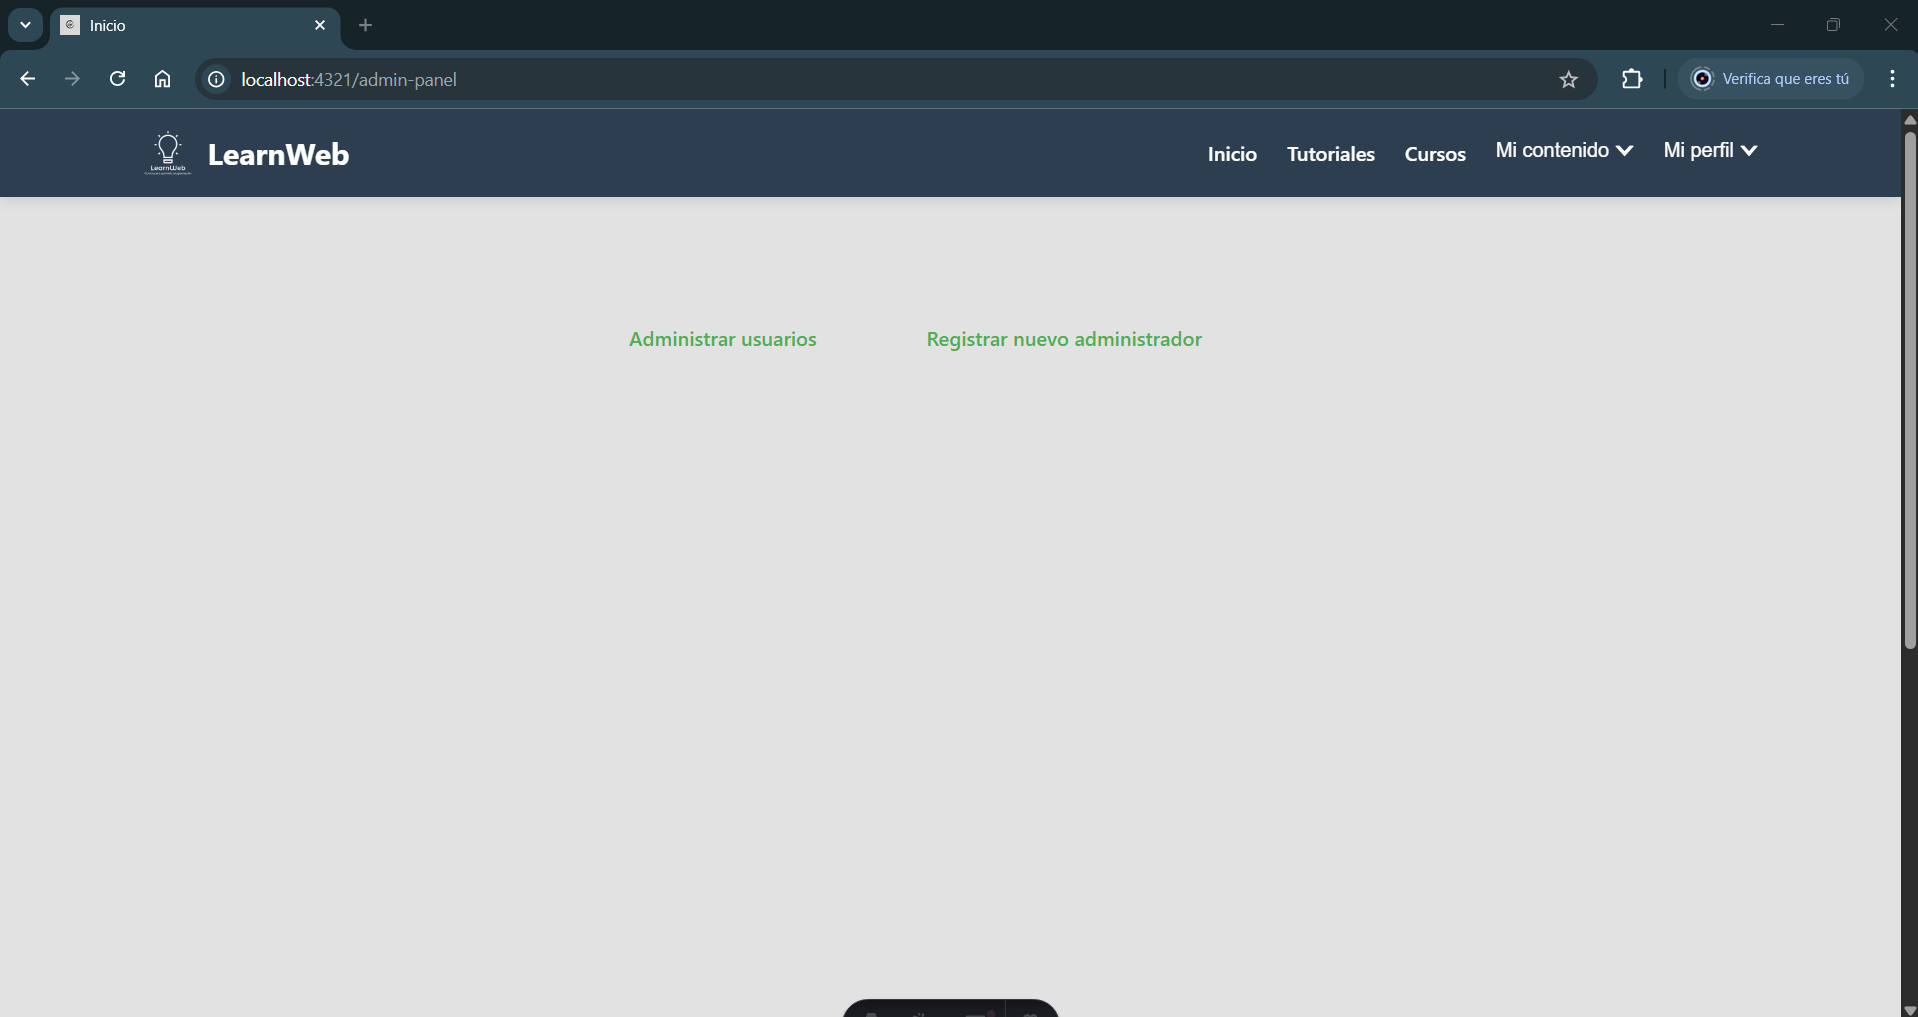 Inicio
localhost:4321/admin-panel
Verifica que eres tú
LearnWeb
LearnWeb
Inicio
Tutoriales
Cursos
Mi contenido
Mi perfil
Administrar usuarios
Registrar nuevo administrador